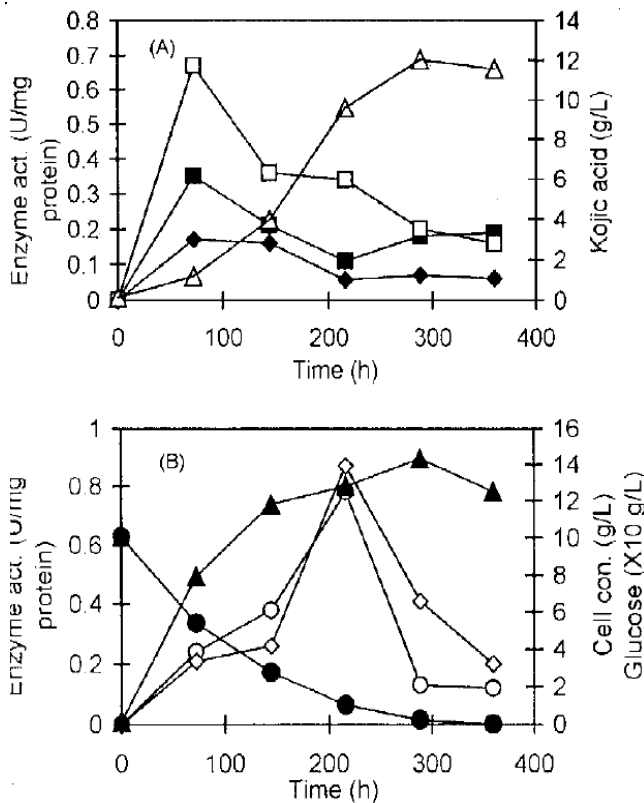 (A)
Enzyme act. (U/mg
protein)
0.8
0.7
0.6
0.5
0.4
0.3
0.2
0.1
0
14
12
10
8
6
4
2
0
Kojic acid (g/L)
0 100 200 300 400
Time (h)
(B)
Enzyme act. (U/mg
protein)
1
0.8
0.6
0.4
0.2
0
16
14
12
10
8
6
4
2
0
Cell con. (g/L)
Glucose (X10 g/L)
0 100 200 300 400
Time (h)